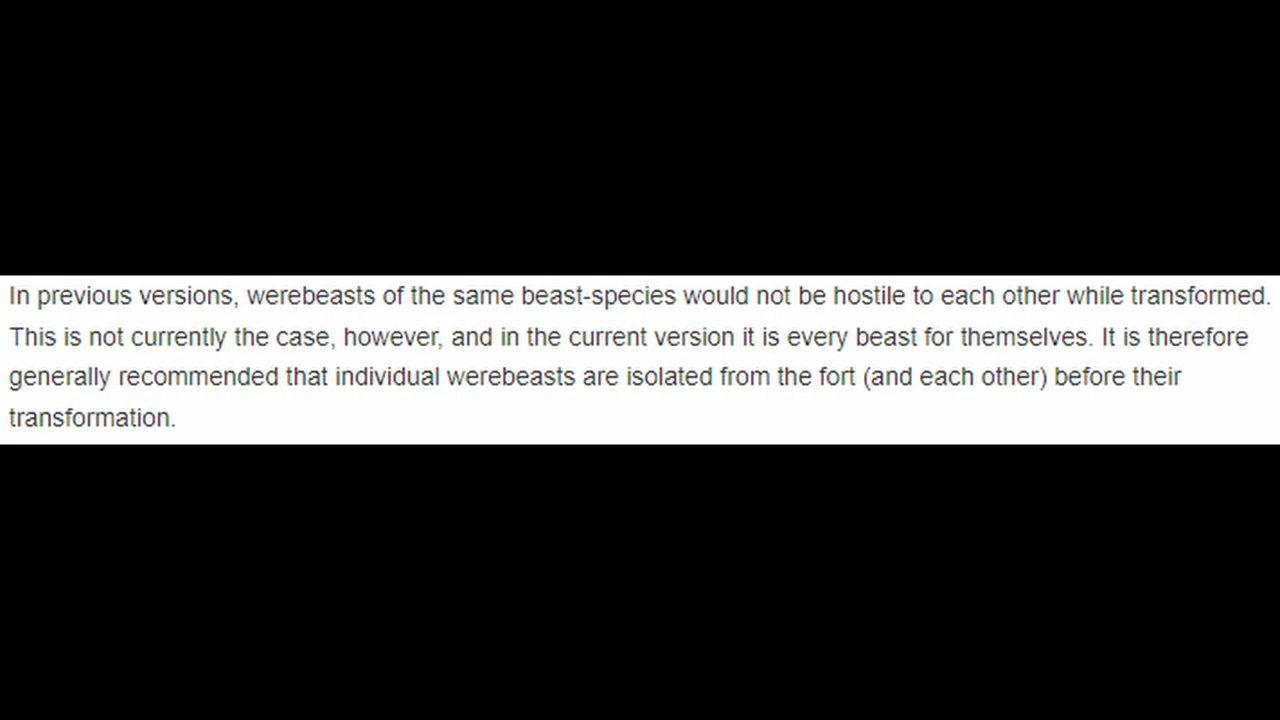 In previous versions, werebeasts of the same beast-species would not be hostile to each other while transformed.
This is not currently the case, however, and in the current version it is every beast for themselves. It is therefore
generally recommended that individual werebeasts are isolated from the fort (and each other) before their
transformation.